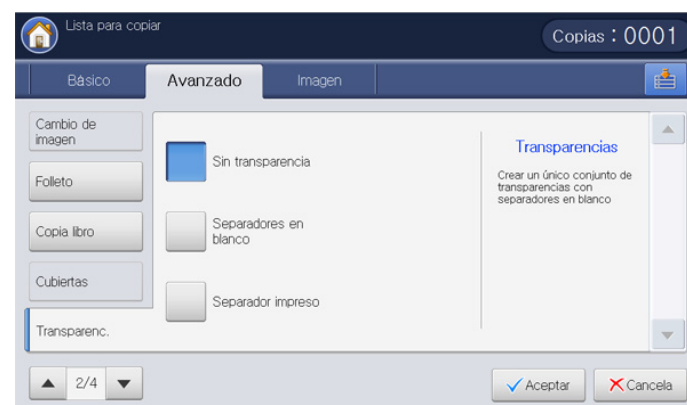 Lista para copiar
Copias : 0001
Básico
Avanzado
Imagen
Cambio de
imagen
Folleto
Copia libro
Cubiertas
Transparenc.
Sin transparencia
Separadores en
blanco
Separador impreso
Transparencias
Crear un único conjunto de
transparencias con
separadores en blanco
2/4
Aceptar
Cancela